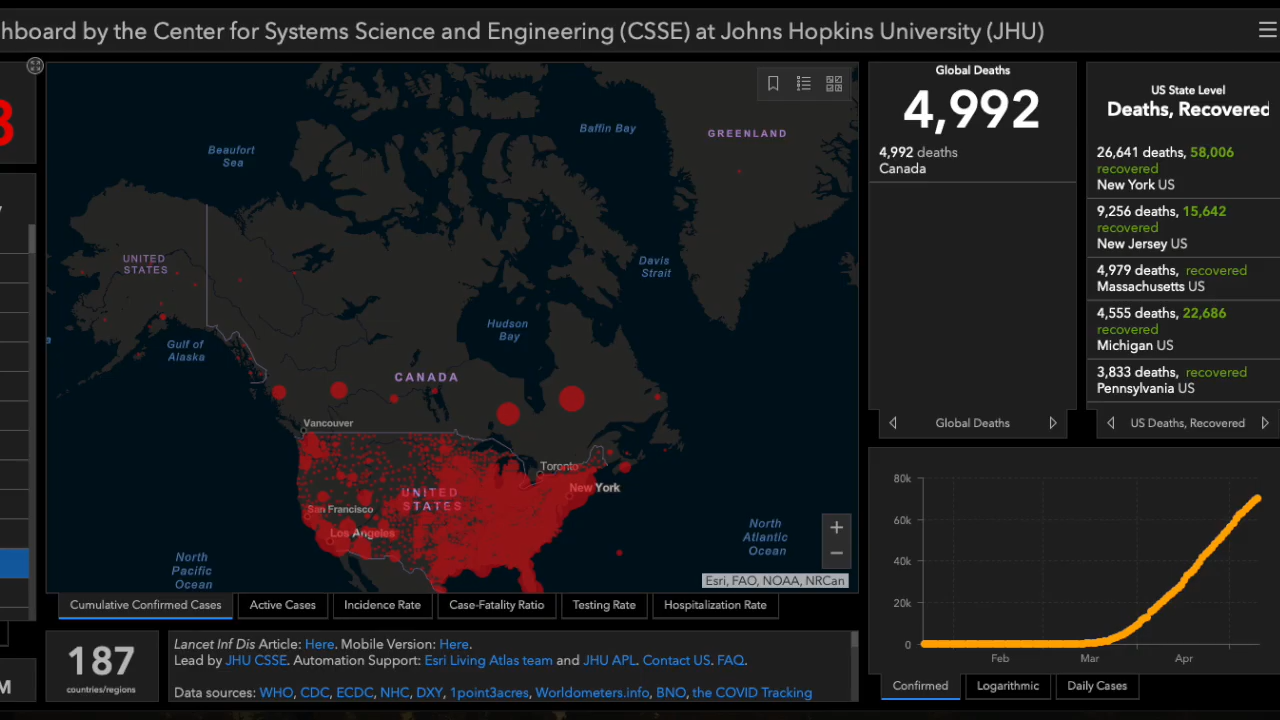 hboard by the Center for Systems Science and Engineering (CSSE) at Johns Hopkins University (JHU)
3
M
Beaufort
Sea
Baffin Bay
GREENLAND
UNITED
STATES
Davis
Strait
Gulf of
Alaska
Hudson
Bay
CANADA
Vancouver
Toronto
New York
UNITED
STATES
San Francisco
Los Angeles
North
Pacific
Ocean
North
Atlantic
Ocean
+
−
Esri, FAO, NOAA, NRCan
Cumulative Confirmed Cases
Active Cases
Incidence Rate
Case-Fatality Ratio
Testing Rate
Hospitalization Rate
187
countries/regions
Lancet Inf Dis Article: Here. Mobile Version: Here.
Lead by JHU CSSE. Automation Support: Esri Living Atlas team and JHU APL. Contact US. FAQ.
Data sources: WHO, CDC, ECDC, NHC, DXY, 1point3acres, Worldometers.info, BNO, the COVID Tracking
Global Deaths
4,992
4,992 deaths
Canada
Global Deaths
US State Level
Deaths, Recovered
26,641 deaths, 58,006
recovered
New York US
9,256 deaths, 15,642
recovered
New Jersey US
4,979 deaths, recovered
Massachusetts US
4,555 deaths, 22,686
recovered
Michigan US
3,833 deaths, recovered
Pennsylvania US
US Deaths, Recovered
80k
60k
40k
20k
0
Feb
Mar
Apr
Confirmed
Logarithmic
Daily Cases